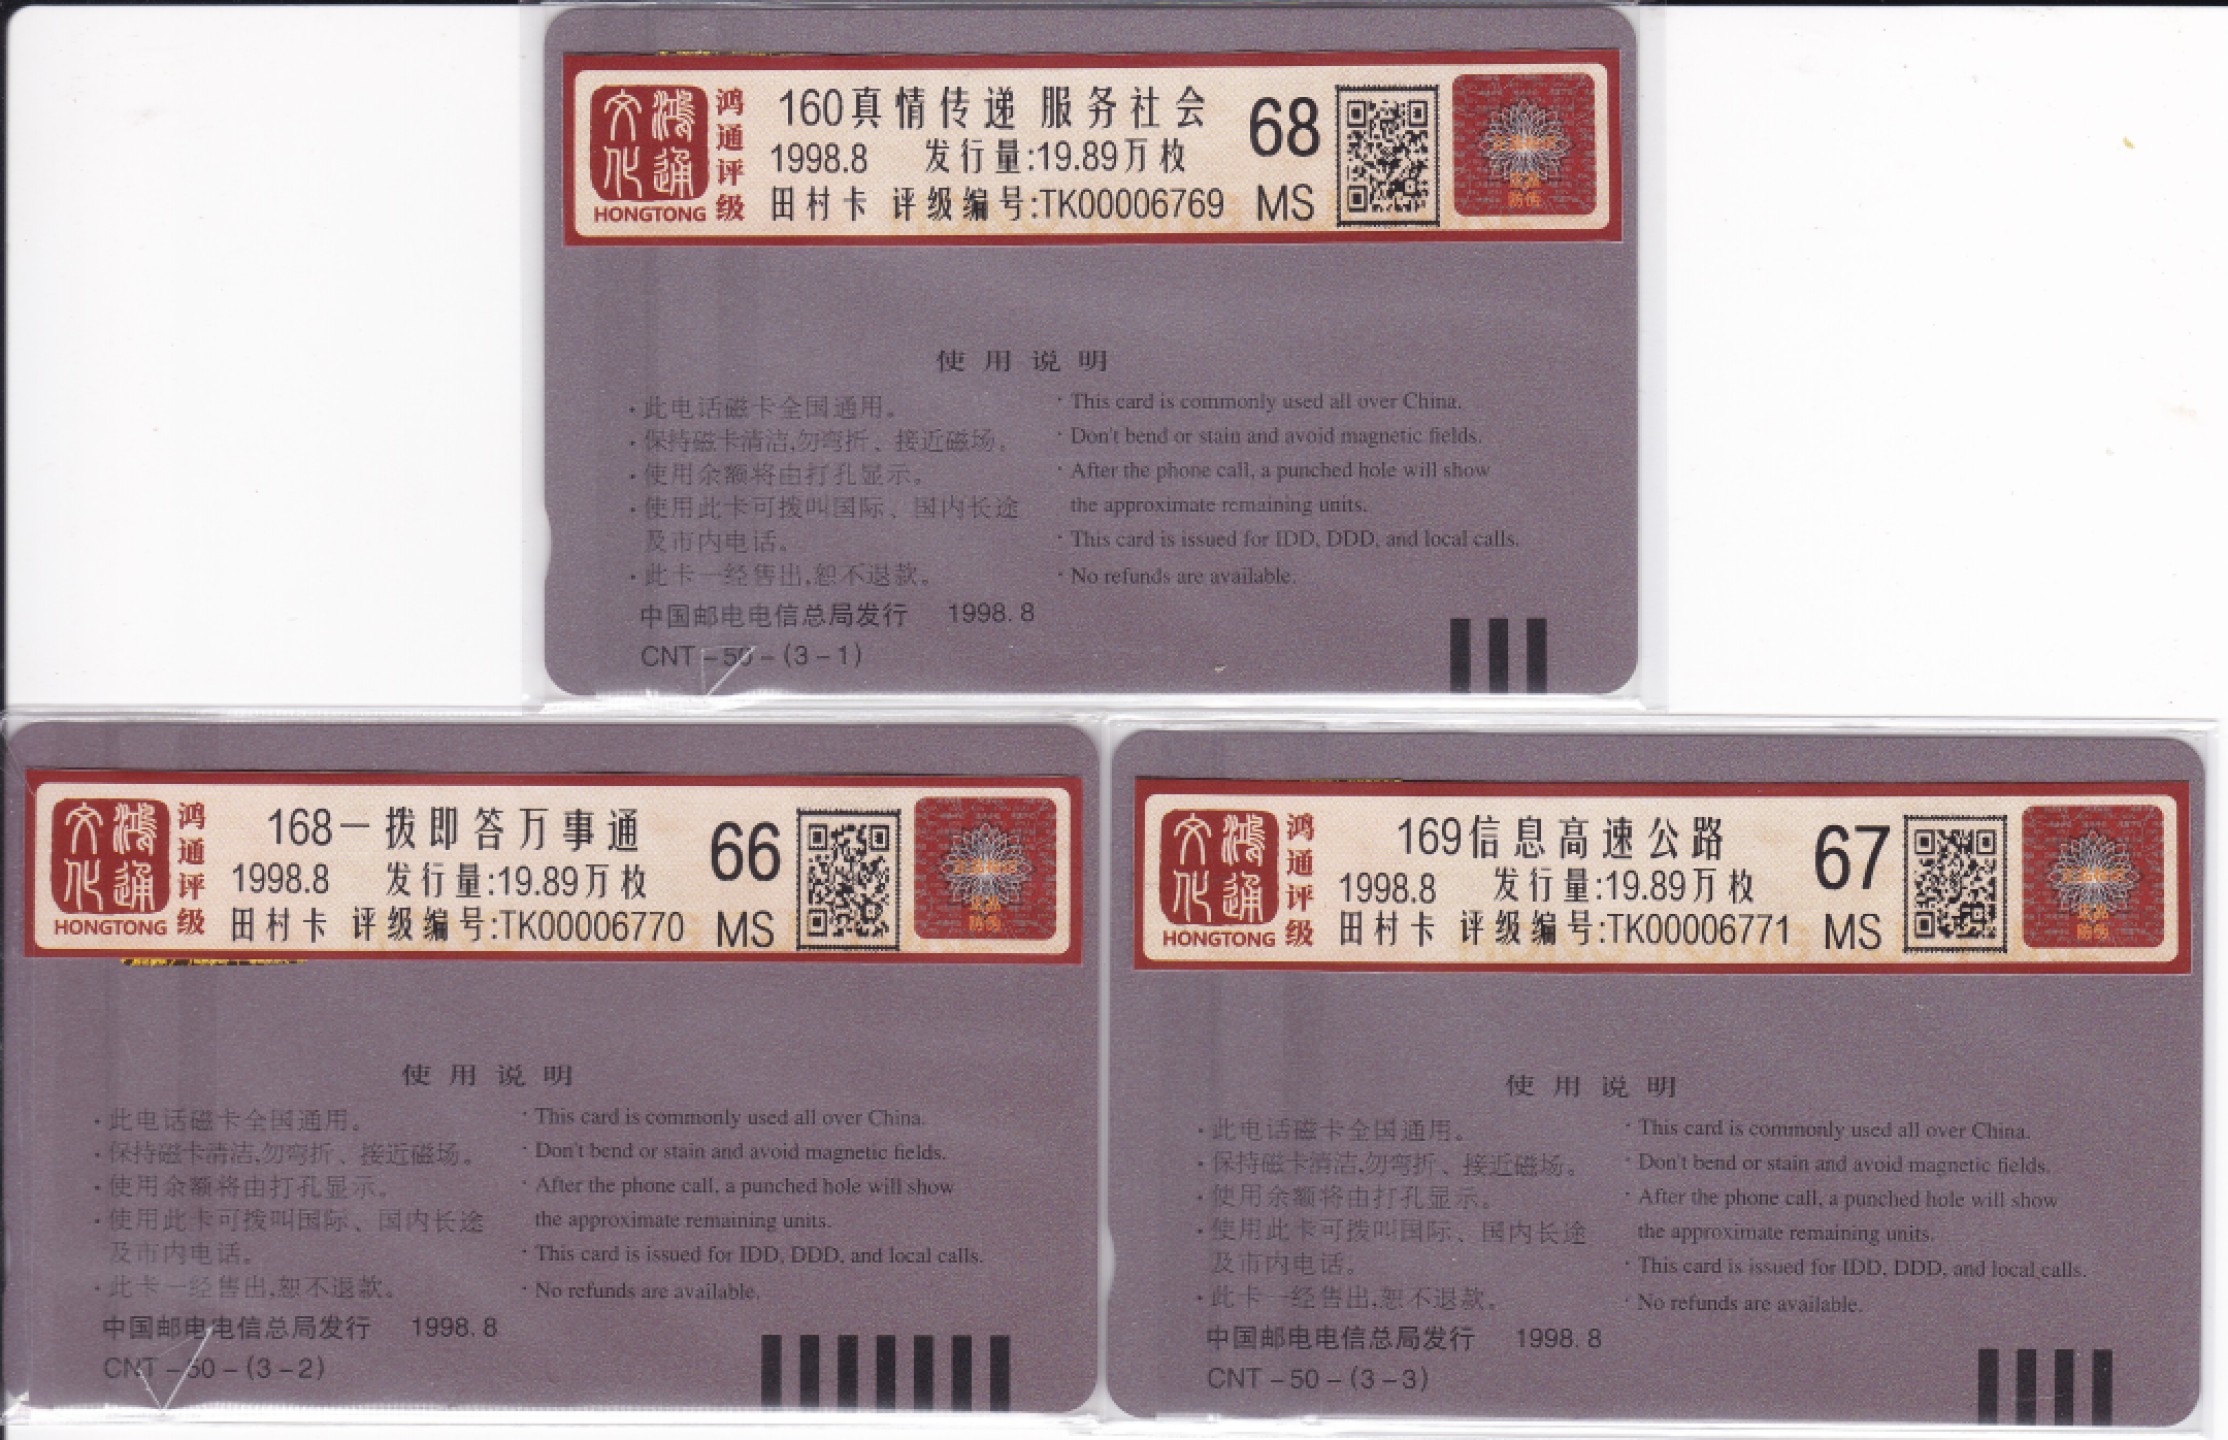 鸿通文化
HONGTONG
鸿通评级
160真情传递 服务社会
1998.8 发行量:19.89万枚
田村卡 评级编号:TK00006769
68
MS
防伪
使用说明
·此电话磁卡全国通用。
·保持磁卡清洁,勿弯折、接近磁场。
·使用余额将由打孔显示。
·使用此卡可拨叫国际、国内长途
及市内电话。
·此卡一经售出,恕不退款。
· This card is commonly used all over China.
· Don't bend or stain and avoid magnetic fields.
· After the phone call, a punched hole will show
the approximate remaining units.
· This card is issued for IDD, DDD, and local calls.
· No refunds are available.
中国邮电电信总局发行 1998.8
CNT-50-(3-1)
鸿通文化
HONGTONG
鸿通评级
168一拨即答万事通
1998.8 发行量:19.89万枚
田村卡 评级编号:TK00006770
66
MS
防伪
使用说明
·此电话磁卡全国通用。
·保持磁卡清洁,勿弯折、接近磁场。
·使用余额将由打孔显示。
·使用此卡可拨叫国际、国内长途
及市内电话。
·此卡一经售出,恕不退款。
· This card is commonly used all over China.
· Don't bend or stain and avoid magnetic fields.
· After the phone call, a punched hole will show
the approximate remaining units.
· This card is issued for IDD, DDD, and local calls.
· No refunds are available.
中国邮电电信总局发行 1998.8
CNT-50-(3-2)
鸿通文化
HONGTONG
鸿通评级
169信息高速公路
1998.8 发行量:19.89万枚
田村卡 评级编号:TK00006771
67
MS
防伪
使用说明
·此电话磁卡全国通用。
·保持磁卡清洁,勿弯折、接近磁场。
·使用余额将由打孔显示。
·使用此卡可拨叫国际、国内长途
及市内电话。
·此卡一经售出,恕不退款。
· This card is commonly used all over China.
· Don't bend or stain and avoid magnetic fields.
· After the phone call, a punched hole will show
the approximate remaining units.
· This card is issued for IDD, DDD, and local calls.
· No refunds are available.
中国邮电电信总局发行 1998.8
CNT-50-(3-3)